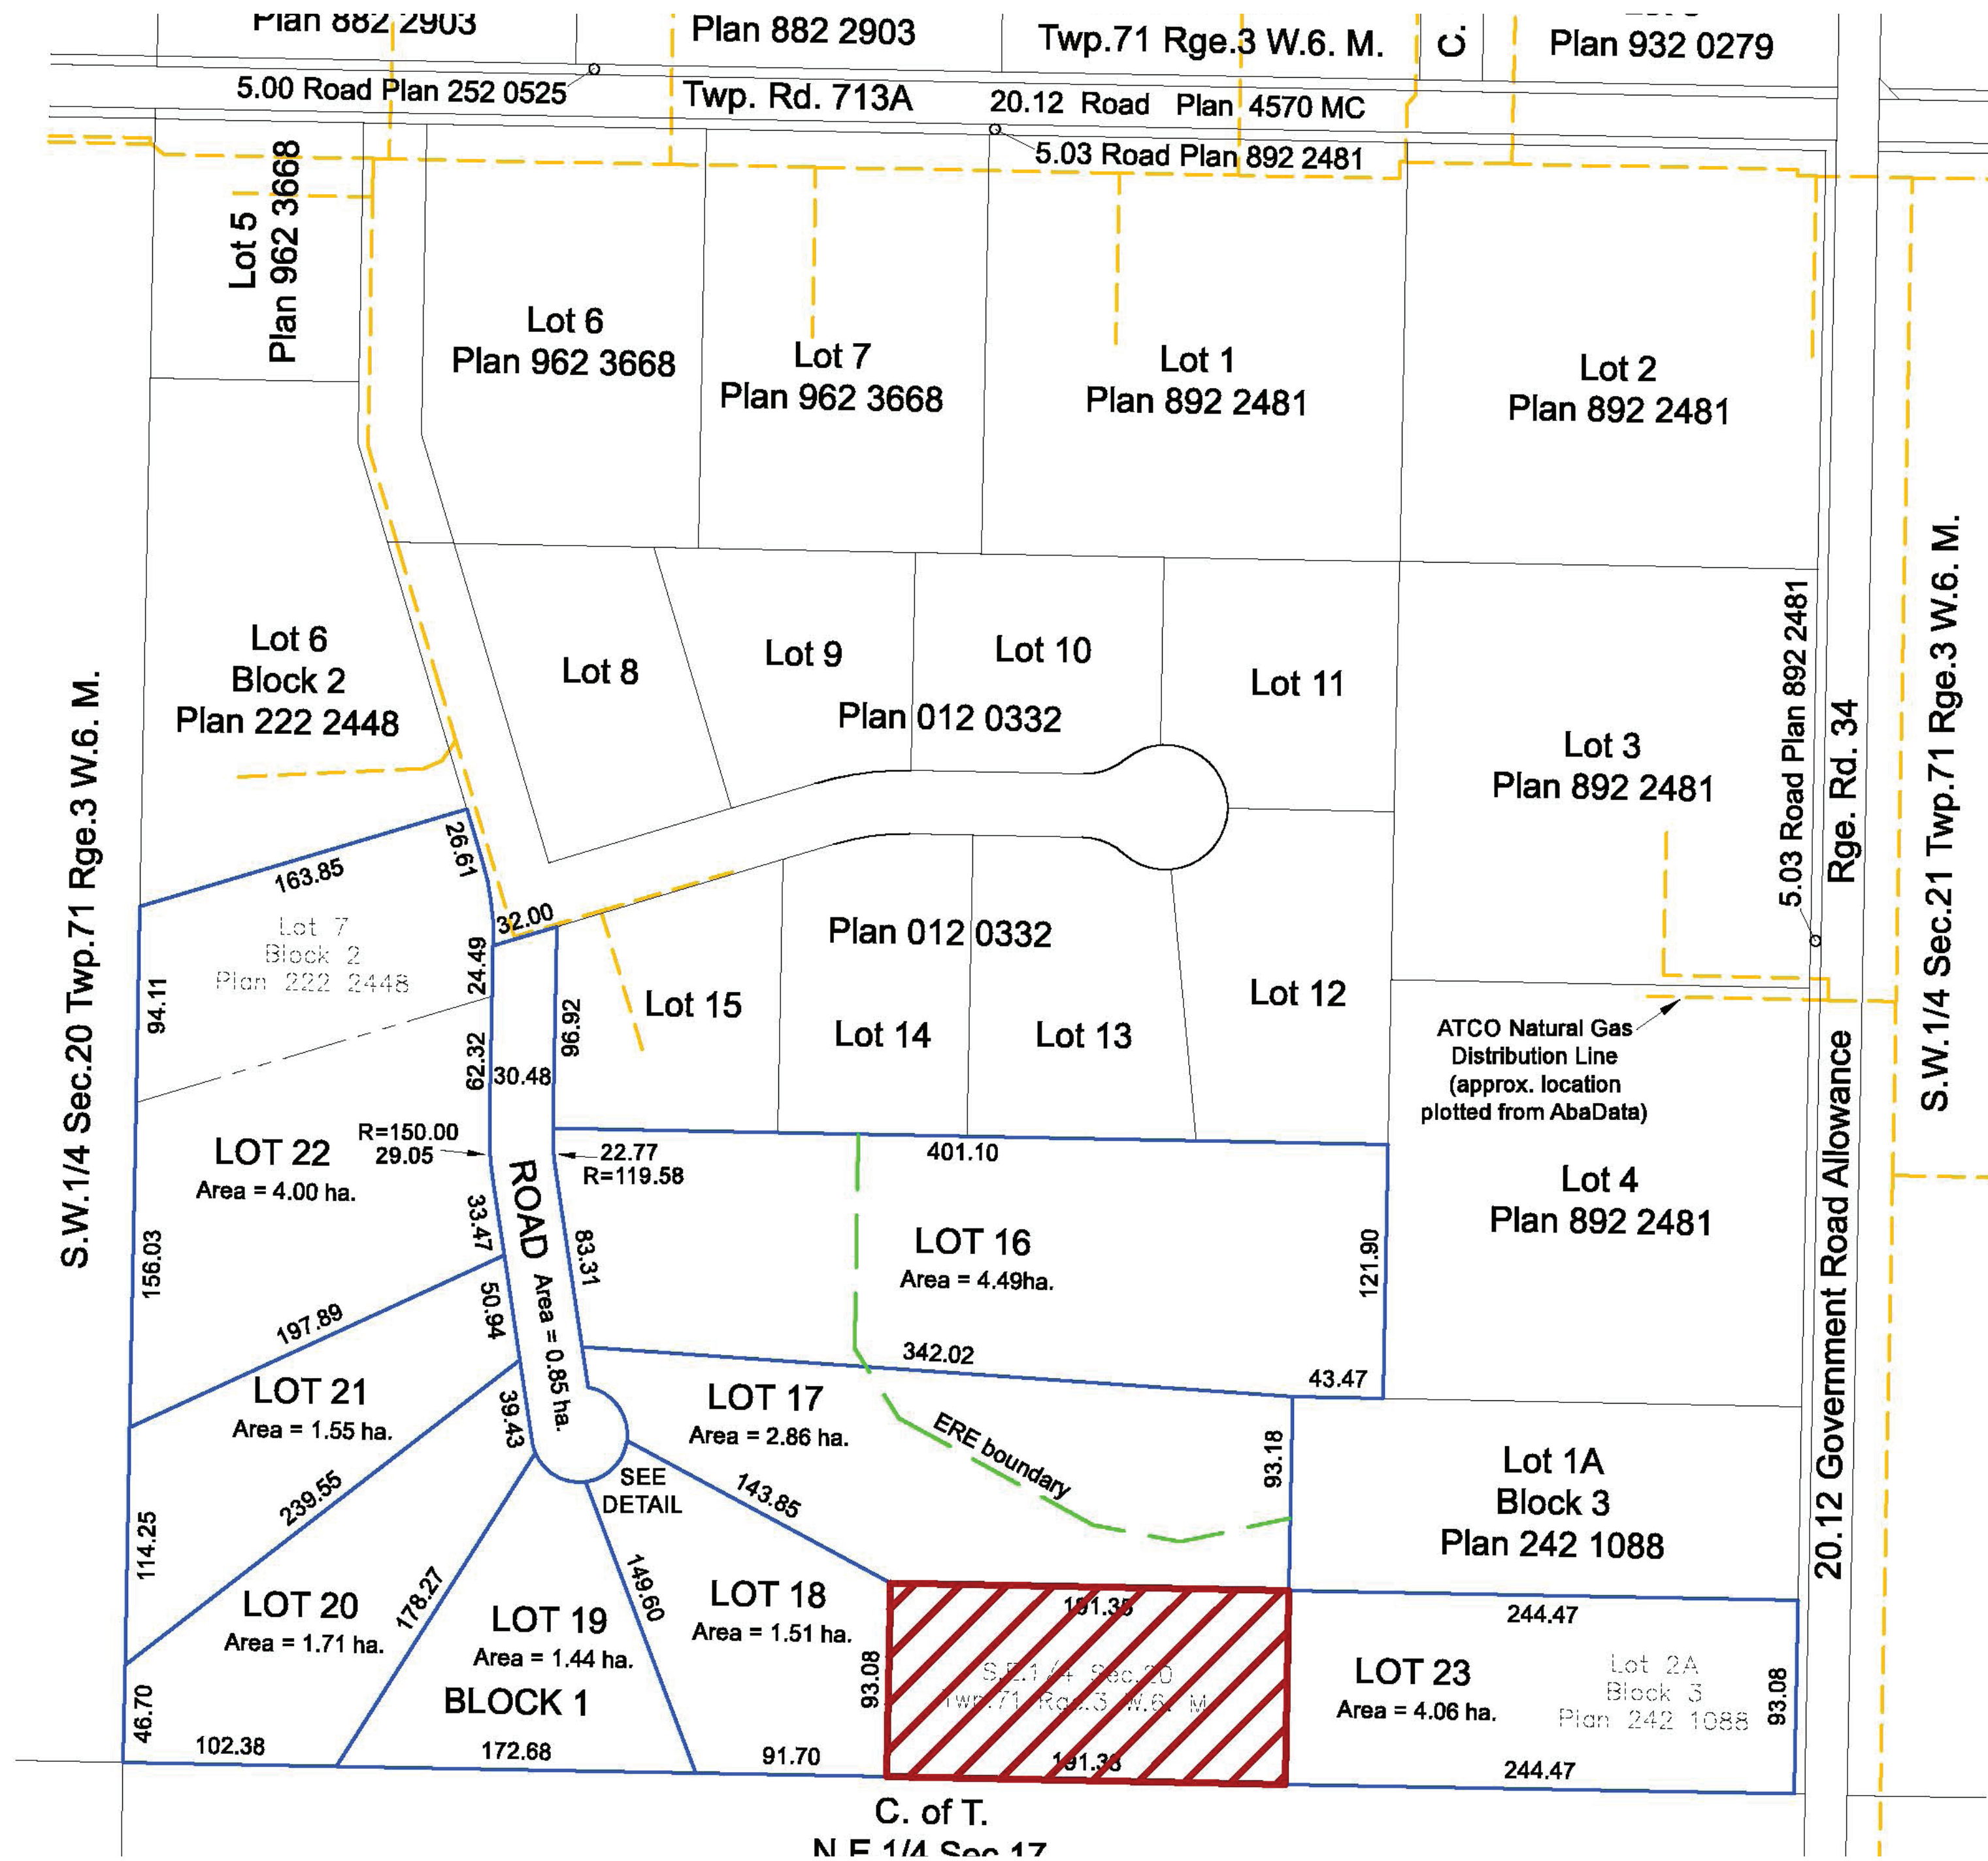 Plan 882 2903
Plan 882 2903
Twp.71 Rge.3 W.6. M.
C.
Plan 932 0279
5.00 Road Plan 252 0525
Twp. Rd. 713A
20.12 Road Plan 4570 MC
5.03 Road Plan 892 2481
Lot 5
Plan 962 3668
Lot 6
Plan 962 3668
Lot 7
Plan 962 3668
Lot 1
Plan 892 2481
Lot 2
Plan 892 2481
Lot 6
Block 2
Plan 222 2448
Lot 8
Lot 9
Lot 10
Plan 012 0332
Lot 11
Lot 3
Plan 892 2481
5.03 Road Plan 892 2481
Rge. Rd. 34
S.W.1/4 Sec.21 Twp.71 Rge.3 W.6. M.
S.W.1/4 Sec.20 Twp.71 Rge.3 W.6. M.
163.85
26.61
32.00
Lot 7
Block 2
Plan 222 2448
94.11
24.49
62.32
30.48
96.92
Plan 012 0332
Lot 15
Lot 14
Lot 13
Lot 12
ATCO Natural Gas
Distribution Line
(approx. location
plotted from AbaData)
20.12 Government Road Allowance
LOT 22
Area = 4.00 ha.
R=150.00
29.05
22.77
R=119.58
401.10
156.03
33.47
ROAD Area = 0.85 ha.
83.31
LOT 16
Area = 4.49ha.
121.90
Lot 4
Plan 892 2481
197.89
50.94
342.02
43.47
LOT 21
Area = 1.55 ha.
39.43
LOT 17
Area = 2.86 ha.
ERE boundary
93.18
Lot 1A
Block 3
Plan 242 1088
239.55
SEE
DETAIL
143.85
114.25
LOT 20
Area = 1.71 ha.
178.27
LOT 19
Area = 1.44 ha.
BLOCK 1
149.60
LOT 18
Area = 1.51 ha.
93.08
S.E.1/4 Sec.20
Twp.71 Rge.3 W.6. M
244.47
LOT 23
Area = 4.06 ha.
Lot 2A
Block 3
Plan 242 1088
93.08
46.70
102.38
172.68
91.70
244.47
C. of T.
N.E.1/4 Sec.17